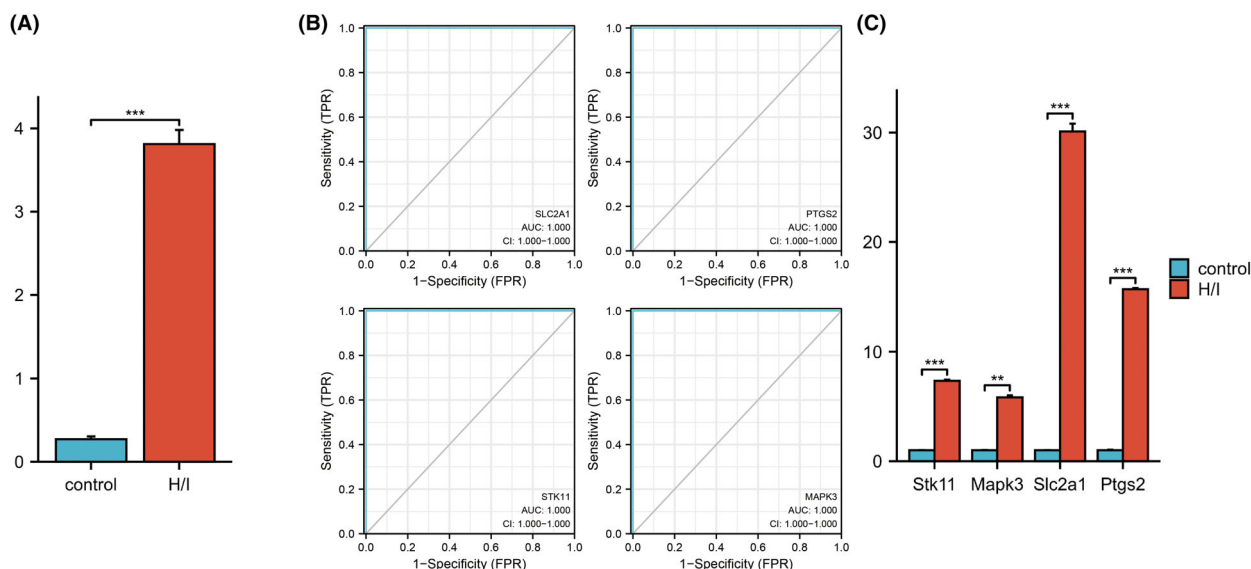 (A)
4
3
2
1
0
***
control
H/I
(B)
Sensitivity (TPR)
1.0
0.8
0.6
0.4
0.2
0.0
SLC2A1
AUC: 1.000
CI: 1.000−1.000
0.0 0.2 0.4 0.6 0.8 1.0
1−Specificity (FPR)
Sensitivity (TPR)
1.0
0.8
0.6
0.4
0.2
0.0
PTGS2
AUC: 1.000
CI: 1.000−1.000
0.0 0.2 0.4 0.6 0.8 1.0
1−Specificity (FPR)
Sensitivity (TPR)
1.0
0.8
0.6
0.4
0.2
0.0
STK11
AUC: 1.000
CI: 1.000−1.000
0.0 0.2 0.4 0.6 0.8 1.0
1−Specificity (FPR)
Sensitivity (TPR)
1.0
0.8
0.6
0.4
0.2
0.0
MAPK3
AUC: 1.000
CI: 1.000−1.000
0.0 0.2 0.4 0.6 0.8 1.0
1−Specificity (FPR)
(C)
30
20
10
0
***
**
***
***
Stk11 Mapk3 Slc2a1 Ptgs2
control
H/I